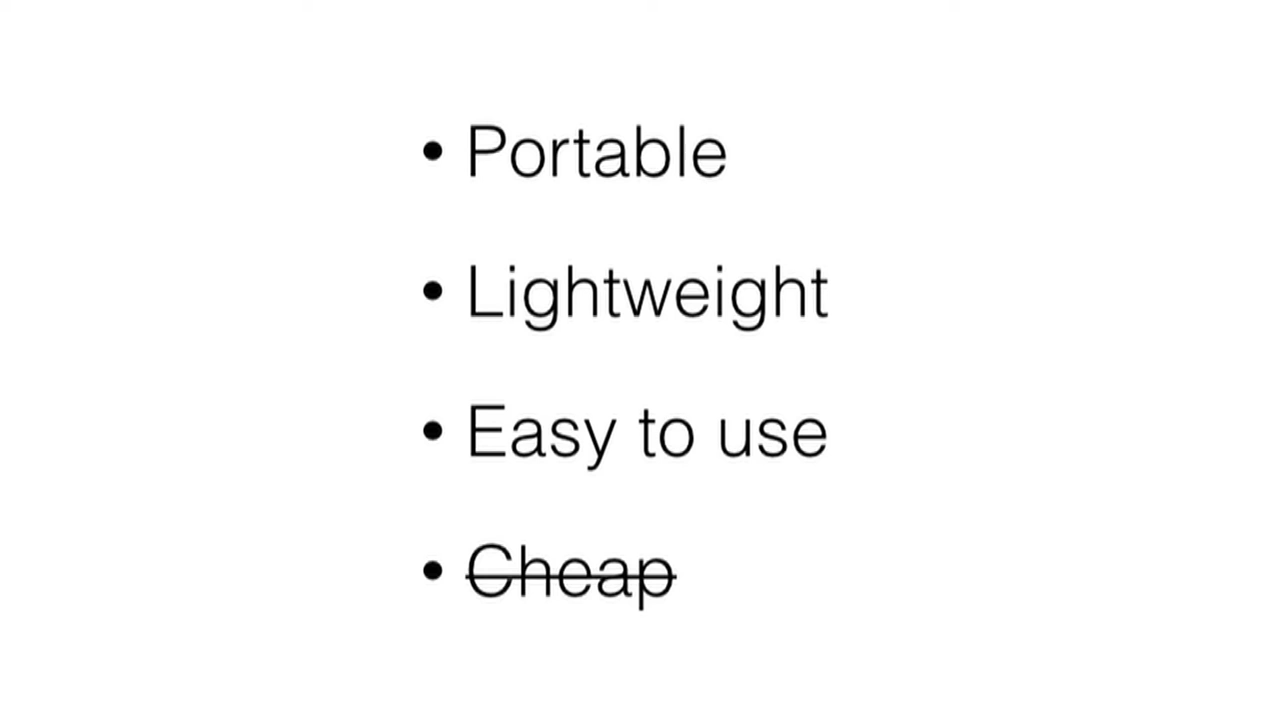 • Portable
• Lightweight
• Easy to use
• Cheap